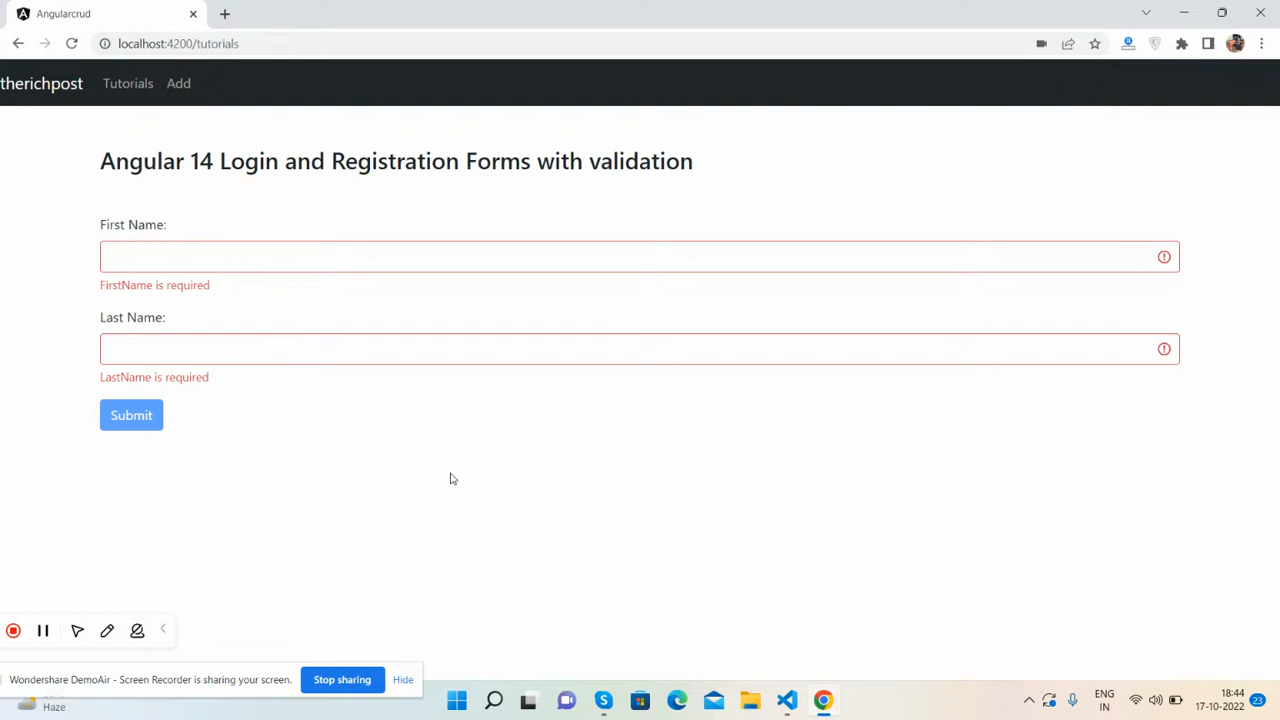 Angularcrud
localhost:4200/tutorials
therichpost Tutorials Add
Angular 14 Login and Registration Forms with validation
First Name:
FirstName is required
Last Name:
LastName is required
Submit
Wondershare DemoAir - Screen Recorder is sharing your screen. Stop sharing Hide
Haze
ENG
IN
18:44
17-10-2022
23